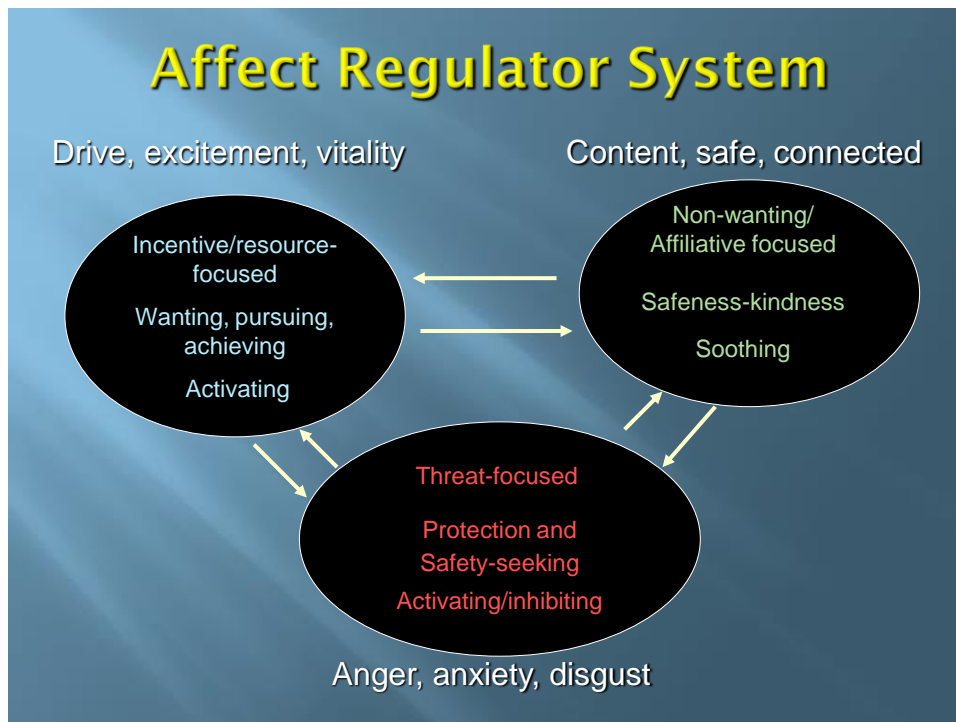 Affect Regulator System
Drive, excitement, vitality
Content, safe, connected
Incentive/resource-
focused
Wanting, pursuing,
achieving
Activating
Non-wanting/
Affiliative focused
Safeness-kindness
Soothing
Threat-focused
Protection and
Safety-seeking
Activating/inhibiting
Anger, anxiety, disgust